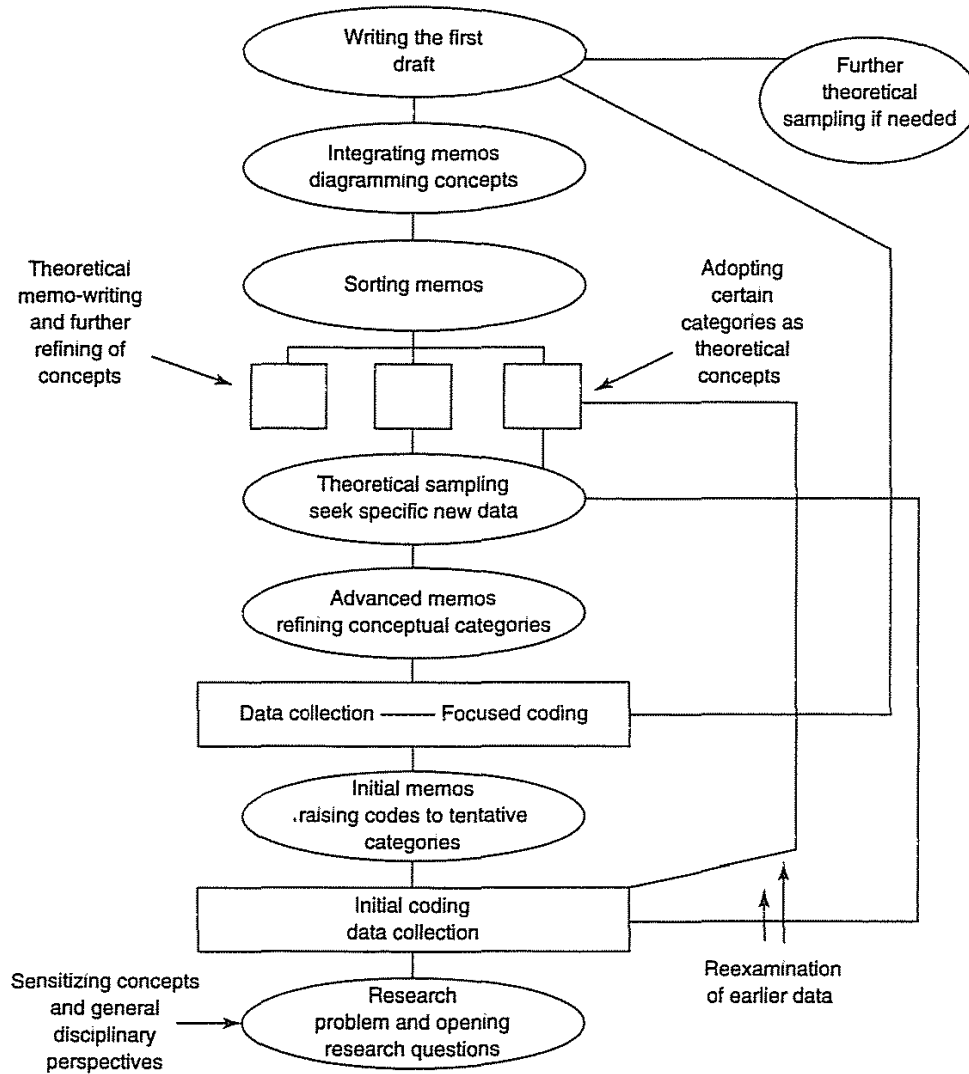 Writing the first
draft
Further
theoretical
sampling if needed
Integrating memos
diagramming concepts
Theoretical
memo-writing
and further
refining of
concepts
Sorting memos
Adopting
certain
categories as
theoretical
concepts
Theoretical sampling
seek specific new data
Advanced memos
refining conceptual categories
Data collection —— Focused coding
Initial memos
raising codes to tentative
categories
Initial coding
data collection
Reexamination
of earlier data
Sensitizing concepts
and general
disciplinary
perspectives
Research
problem and opening
research questions